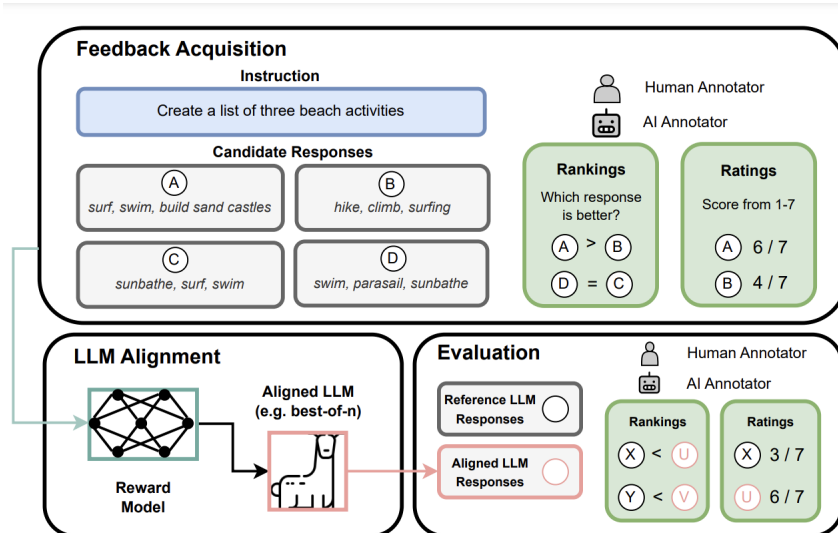 Feedback Acquisition
Instruction
Create a list of three beach activities
Candidate Responses
A
surf, swim, build sand castles
B
hike, climb, surfing
C
sunbathe, surf, swim
D
swim, parasail, sunbathe
Human Annotator
AI Annotator
Rankings
Which response
is better?
A > B
D = C
Ratings
Score from 1-7
A 6 / 7
B 4 / 7
LLM Alignment
Reward
Model
Aligned LLM
(e.g. best-of-n)
Evaluation
Human Annotator
AI Annotator
Reference LLM
Responses
Aligned LLM
Responses
Rankings
X < U
Y < V
Ratings
X 3 / 7
U 6 / 7